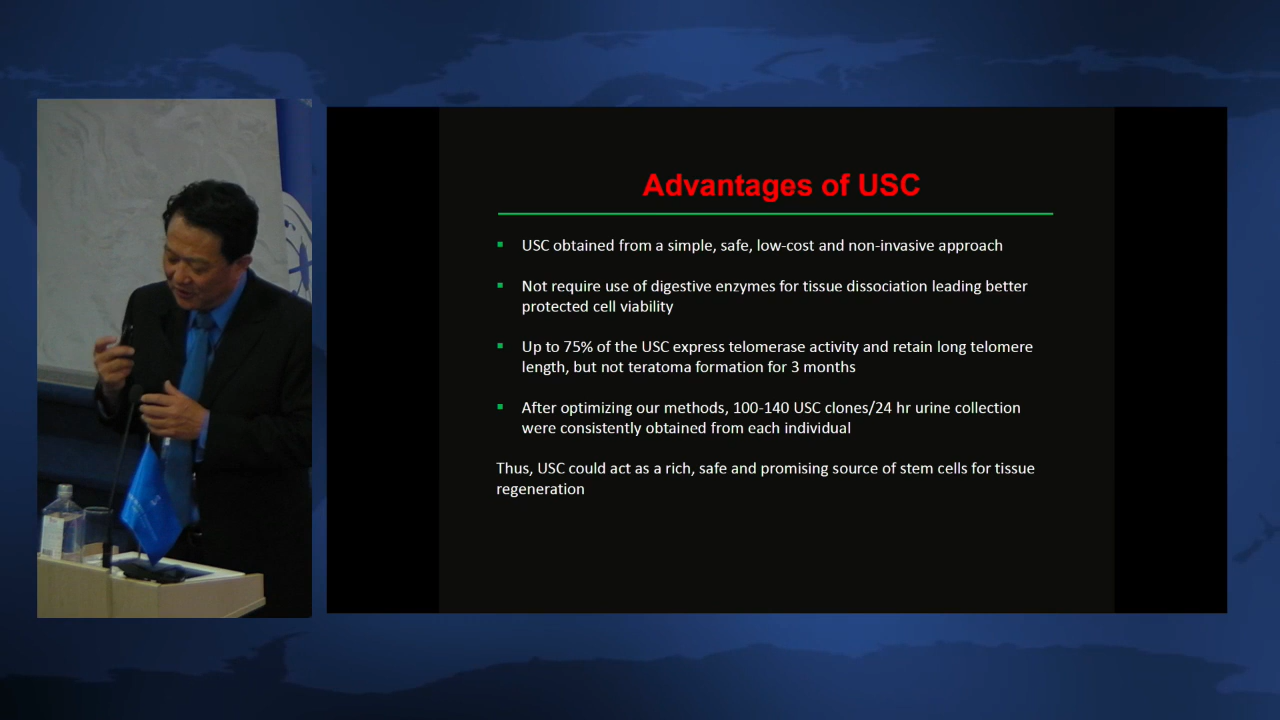 Advantages of USC
USC obtained from a simple, safe, low-cost and non-invasive approach
Not require use of digestive enzymes for tissue dissociation leading better
protected cell viability
Up to 75% of the USC express telomerase activity and retain long telomere
length, but not teratoma formation for 3 months
After optimizing our methods, 100-140 USC clones/24 hr urine collection
were consistently obtained from each individual
Thus, USC could act as a rich, safe and promising source of stem cells for tissue
regeneration